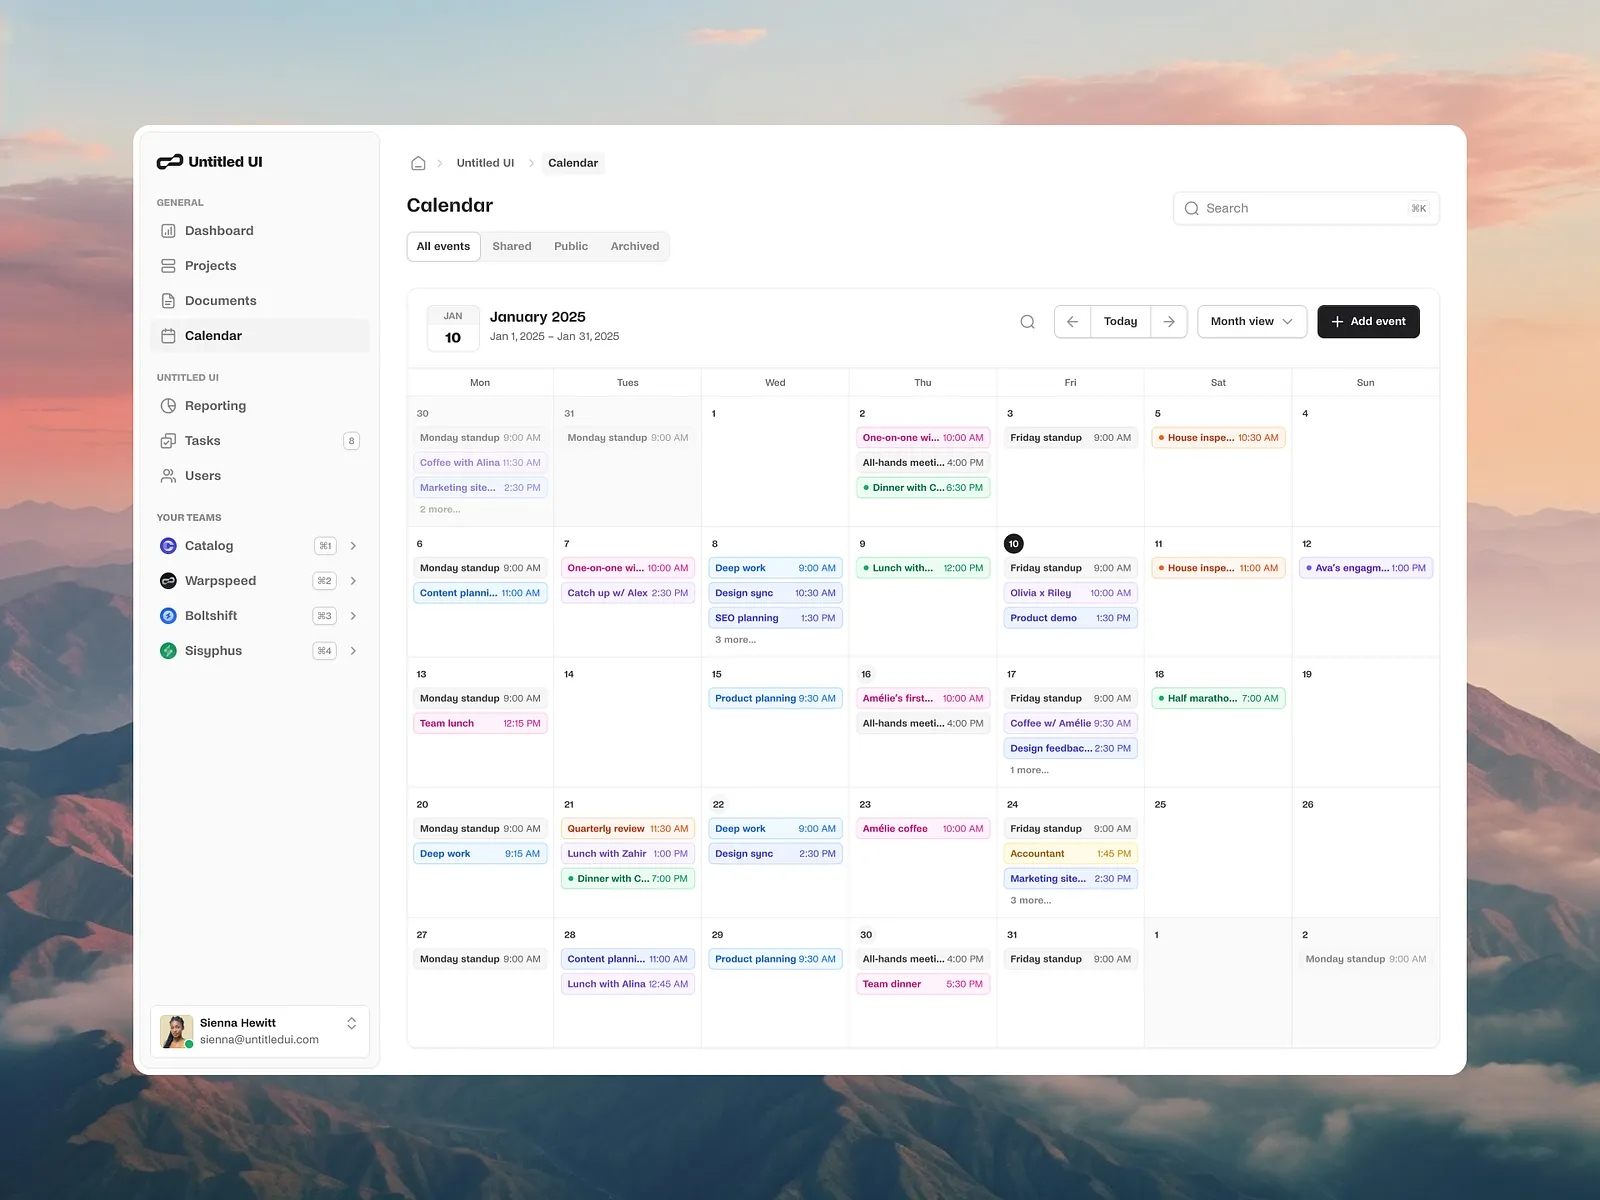 Untitled UI
GENERAL
Dashboard
Projects
Documents
Calendar
UNTITLED UI
Reporting
Tasks 8
Users
YOUR TEAMS
Catalog ⌘1
Warpspeed ⌘2
Boltshift ⌘3
Sisyphus ⌘4
Sienna Hewitt
sienna@untitledui.com
Untitled UI Calendar
Calendar
Search ⌘K
All events Shared Public Archived
JAN
10
January 2025
Jan 1, 2025 – Jan 31, 2025
Today
Month view
Add event
Mon Tues Wed Thu Fri Sat Sun
30
Monday standup 9:00 AM
Coffee with Alina 11:30 AM
Marketing site... 2:30 PM
2 more...
31
Monday standup 9:00 AM
1
2
One-on-one wi... 10:00 AM
All-hands meeti... 4:00 PM
Dinner with C... 6:30 PM
3
Friday standup 9:00 AM
5
House inspe... 10:30 AM
4
6
Monday standup 9:00 AM
Content planni... 11:00 AM
7
One-on-one wi... 10:00 AM
Catch up w/ Alex 2:30 PM
8
Deep work 9:00 AM
Design sync 10:30 AM
SEO planning 1:30 PM
3 more...
9
Lunch with... 12:00 PM
10
Friday standup 9:00 AM
Olivia x Riley 10:00 AM
Product demo 1:30 PM
11
House inspe... 11:00 AM
12
Ava's engagm... 1:00 PM
13
Monday standup 9:00 AM
Team lunch 12:15 PM
14
15
Product planning 9:30 AM
16
Amélie's first... 10:00 AM
All-hands meeti... 4:00 PM
17
Friday standup 9:00 AM
Coffee w/ Amélie 9:30 AM
Design feedbac... 2:30 PM
1 more...
18
Half maratho... 7:00 AM
19
20
Monday standup 9:00 AM
Deep work 9:15 AM
21
Quarterly review 11:30 AM
Lunch with Zahir 1:00 PM
Dinner with C... 7:00 PM
22
Deep work 9:00 AM
Design sync 2:30 PM
23
Amélie coffee 10:00 AM
24
Friday standup 9:00 AM
Accountant 1:45 PM
Marketing site... 2:30 PM
3 more...
25
26
27
Monday standup 9:00 AM
28
Content planni... 11:00 AM
Lunch with Alina 12:45 AM
29
Product planning 9:30 AM
30
All-hands meeti... 4:00 PM
Team dinner 5:30 PM
31
Friday standup 9:00 AM
1
2
Monday standup 9:00 AM